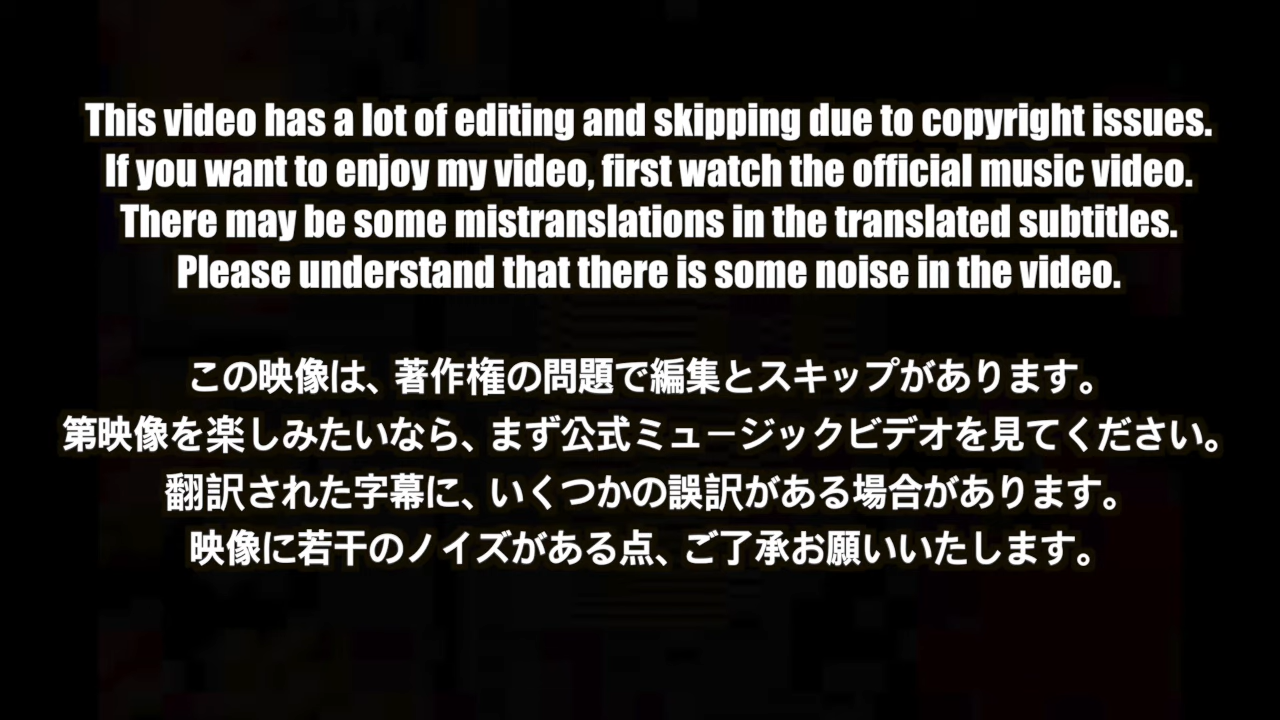 This video has a lot of editing and skipping due to copyright issues.
If you want to enjoy my video, first watch the official music video.
There may be some mistranslations in the translated subtitles.
Please understand that there is some noise in the video.
この映像は、著作権の問題で編集とスキップがあります。
第映像を楽しみたいなら、まず公式ミュージックビデオを見てください。
翻訳された字幕に、いくつかの誤訳がある場合があります。
映像に若干のノイズがある点、ご了承お願いいたします。